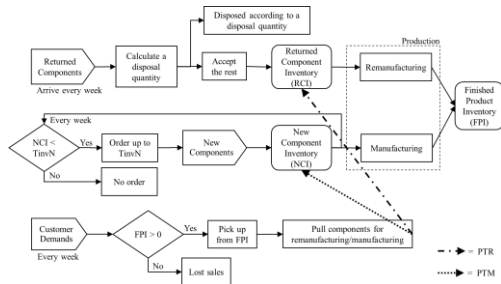 Disposed according to a
disposal quantity
Production
Returned
Components
Calculate a
disposal
quantity
Accept
the rest
Returned
Component
Inventory
(RCI)
Remanufacturing
Arrive every week
Finished
Product
Inventory
(FPI)
Every week
NCI <
TinvN
Yes
Order up to
TinvN
New
Components
New
Component
Inventory
(NCI)
Manufacturing
No
No order
Customer
Demands
FPI > 0
Yes
Pick up
from FPI
Pull components for
remanufacturing/manufacturing
Every week
No
Lost sales
= PTR
= PTM